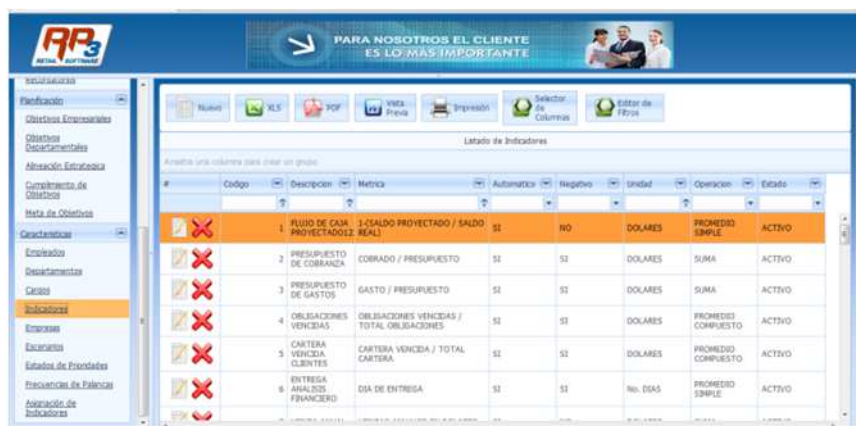 RP3
RETAIL SOFTWARE
PARA NOSOTROS EL CLIENTE
ES LO MÁS IMPORTANTE
Recordatorios
Planificación
Objetivos Empresariales
Objetivos
Departamentales
Alineación Estrategica
Cumplimiento de
Objetivos
Meta de Objetivos
Características
Empleados
Departamentos
Cargos
Indicadores
Empresas
Escenarios
Estados de Prioridades
Frecuencias de Palancas
Asignación de
Indicadores
Nuevo XLS PDF Vista Previa Impresión Selector de Columnas Editor de Filtros
Listado de Indicadores
Arrastre una columna para crear un grupo
# Codigo Descripcion Metrica Automatico Negativo Unidad Operacion Estado
1 FLUJO DE CAJA PROYECTADO12 1-(SALDO PROYECTADO / SALDO REAL) SI NO DOLARES PROMEDIO SIMPLE ACTIVO
2 PRESUPUESTO DE COBRANZA COBRADO / PRESUPUESTO SI SI DOLARES SUMA ACTIVO
3 PRESUPUESTO DE GASTOS GASTO / PRESUPUESTO SI SI DOLARES SUMA ACTIVO
4 OBLIGACIONES VENCIDAS OBLIGACIONES VENCIDAS / TOTAL OBLIGACIONES SI SI DOLARES PROMEDIO COMPUESTO ACTIVO
5 CARTERA VENCIDA CLIENTES CARTERA VENCIDA / TOTAL CARTERA SI SI DOLARES PROMEDIO COMPUESTO ACTIVO
6 ENTREGA ANALISIS FINANCIERO DIA DE ENTREGA SI SI No. DIAS PROMEDIO SIMPLE ACTIVO